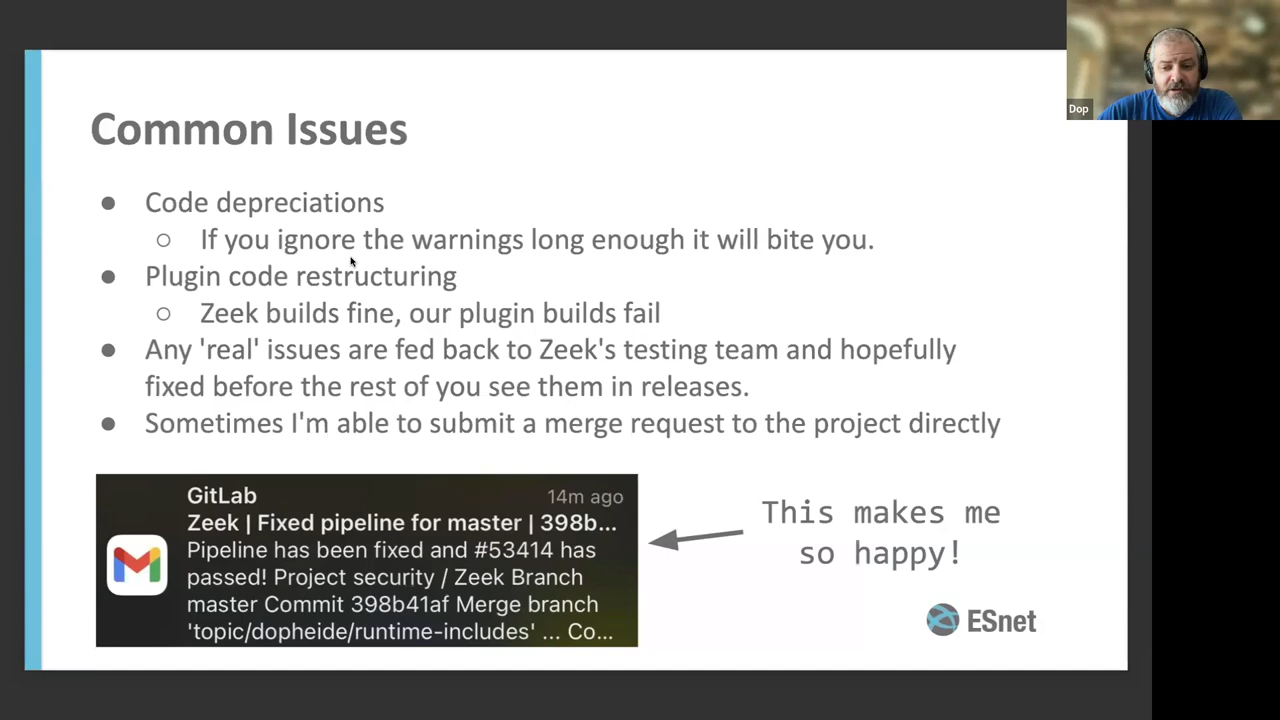 Dop
Common Issues
● Code depreciations
○ If you ignore the warnings long enough it will bite you.
● Plugin code restructuring
○ Zeek builds fine, our plugin builds fail
● Any 'real' issues are fed back to Zeek's testing team and hopefully
fixed before the rest of you see them in releases.
● Sometimes I'm able to submit a merge request to the project directly
GitLab 14m ago
Zeek | Fixed pipeline for master | 398b...
Pipeline has been fixed and #53414 has
passed! Project security / Zeek Branch
master Commit 398b41af Merge branch
'topic/dopheide/runtime-includes' ... Co...
This makes me
so happy!
ESnet